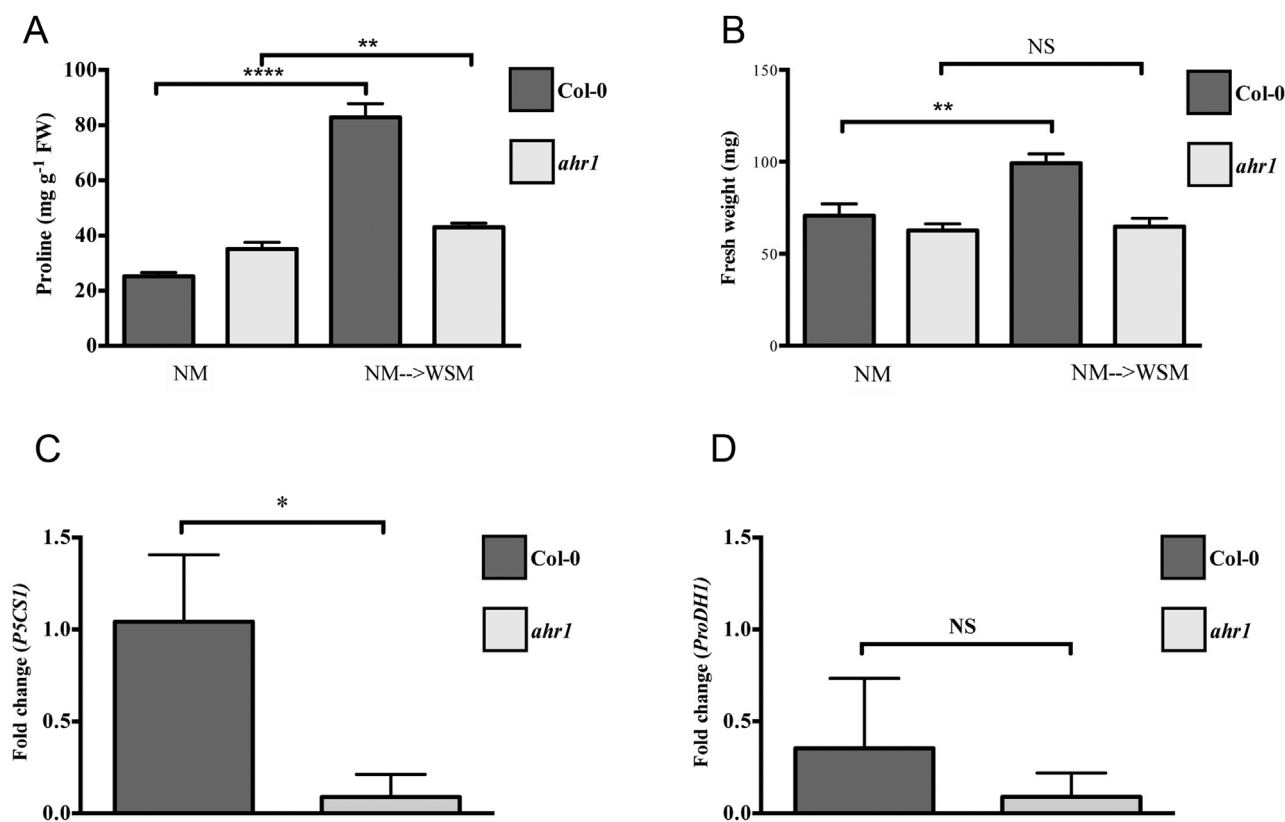 A
**
****
100
80
60
40
20
0
Proline (mg g-1 FW)
NM
NM-->WSM
Col-0
ahr1
B
NS
**
150
100
50
0
Fresh weight (mg)
NM
NM-->WSM
Col-0
ahr1
C
*
1.5
1.0
0.5
0.0
Fold change (P5CS1)
Col-0
ahr1
D
NS
1.5
1.0
0.5
0.0
Fold change (ProDH1)
Col-0
ahr1